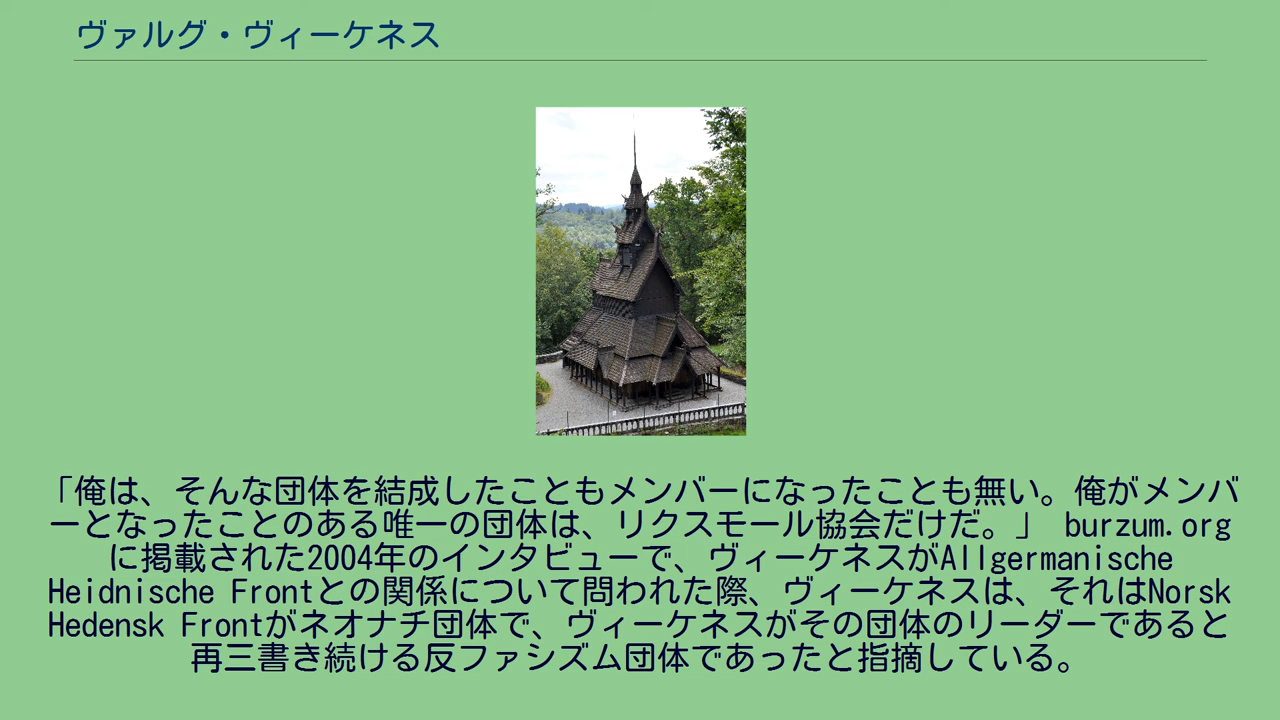 ヴァルグ・ヴィーケネス
「俺は、そんな団体を結成したこともメンバーになったことも無い。俺がメンバ
ーとなったことのある唯一の団体は、リクスモール協会だけだ。」 burzum.org
に掲載された2004年のインタビューで、ヴィーケネスがAllgermanische
Heidnische Frontとの関係について問われた際、ヴィーケネスは、それはNorsk
Hedensk Frontがネオナチ団体で、ヴィーケネスがその団体のリーダーであると
再三書き続ける反ファシズム団体であったと指摘している。